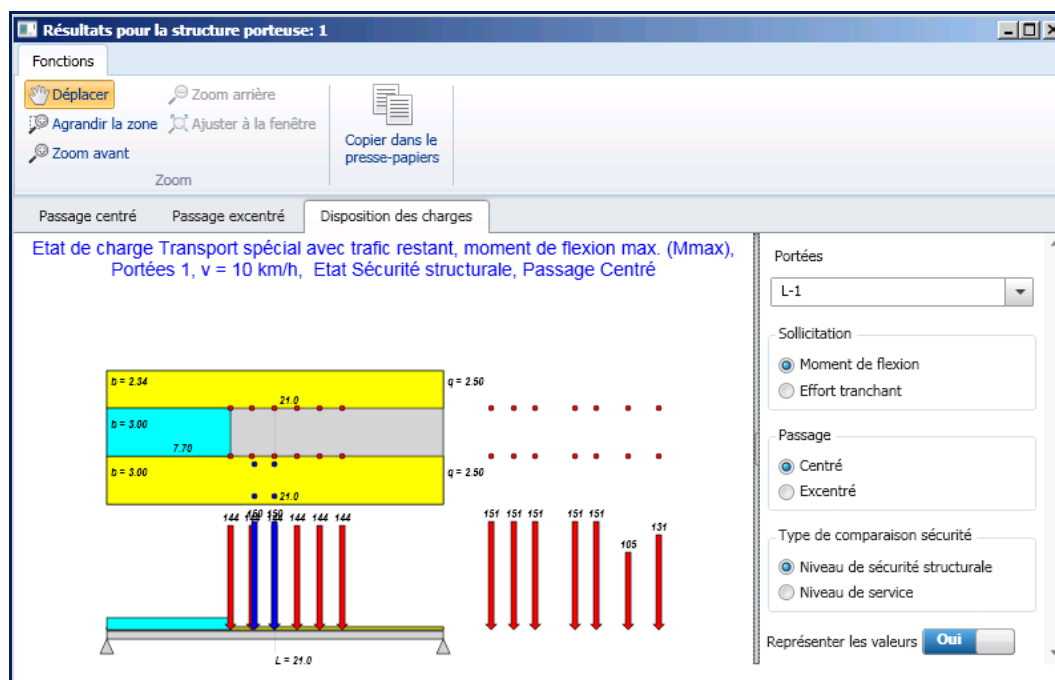 Résultats pour la structure porteuse: 1
Fonctions
Déplacer
Zoom arrière
Agrandir la zone
Ajuster à la fenêtre
Zoom avant
Copier dans le
presse-papiers
Zoom
Passage centré
Passage excentré
Disposition des charges
Etat de charge Transport spécial avec trafic restant, moment de flexion max. (Mmax),
Portées 1, v = 10 km/h, Etat Sécurité structurale, Passage Centré
b = 2.34
q = 2.50
21.0
b = 3.00
7.70
b = 3.00
q = 2.50
21.0
144 150 150 144 144 144
151 151 151 151 151 105 131
L = 21.0
Portées
L-1
Sollicitation
Moment de flexion
Effort tranchant
Passage
Centré
Excentré
Type de comparaison sécurité
Niveau de sécurité structurale
Niveau de service
Représenter les valeurs
Oui